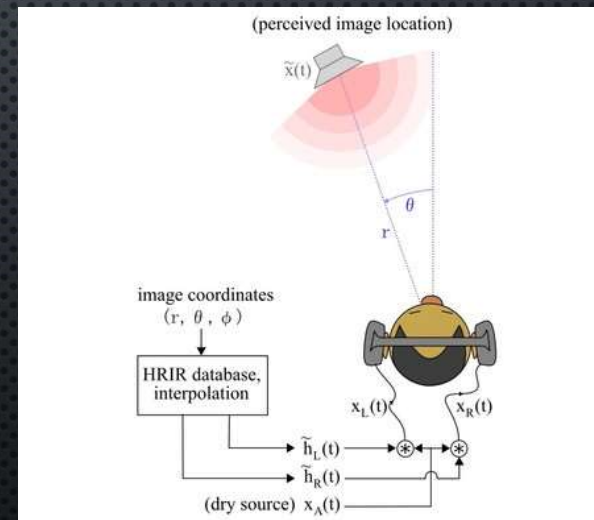 (perceived image location)
x̃(t)
θ
r
image coordinates
(r, θ, ϕ)
HRIR database,
interpolation
x_L(t)
x_R(t)
h̃_L(t)
h̃_R(t)
(dry source) x_A(t)